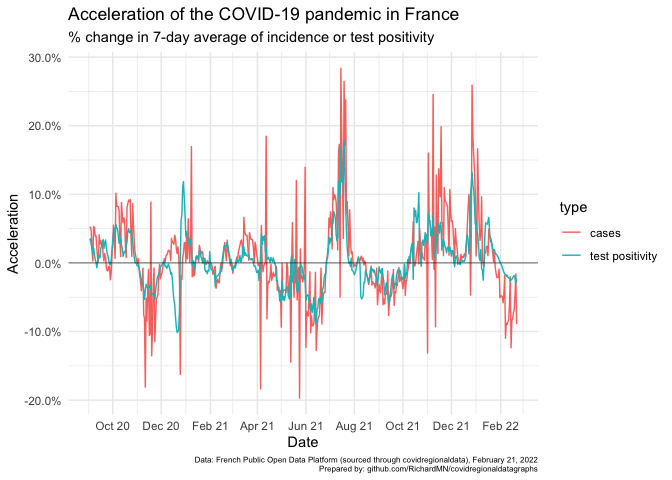 Acceleration of the COVID-19 pandemic in France
% change in 7-day average of incidence or test positivity
30.0%
20.0%
10.0%
0.0%
-10.0%
-20.0%
Acceleration
Oct 20 Dec 20 Feb 21 Apr 21 Jun 21 Aug 21 Oct 21 Dec 21 Feb 22
Date
type
cases
test positivity
Data: French Public Open Data Platform (sourced through covidregionaldata), February 21, 2022
Prepared by: github.com/RichardMN/covidregionaldatagraphs